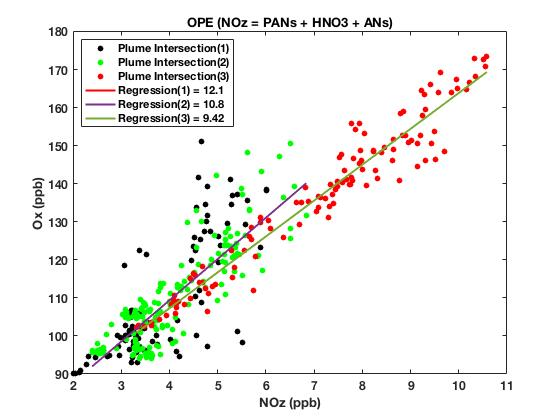 OPE (NOz = PANs + HNO3 + ANs)
180
170
160
150
140
130
120
110
100
90
Ox (ppb)
Plume Intersection(1)
Plume Intersection(2)
Plume Intersection(3)
Regression(1) = 12.1
Regression(2) = 10.8
Regression(3) = 9.42
2 3 4 5 6 7 8 9 10 11
NOz (ppb)